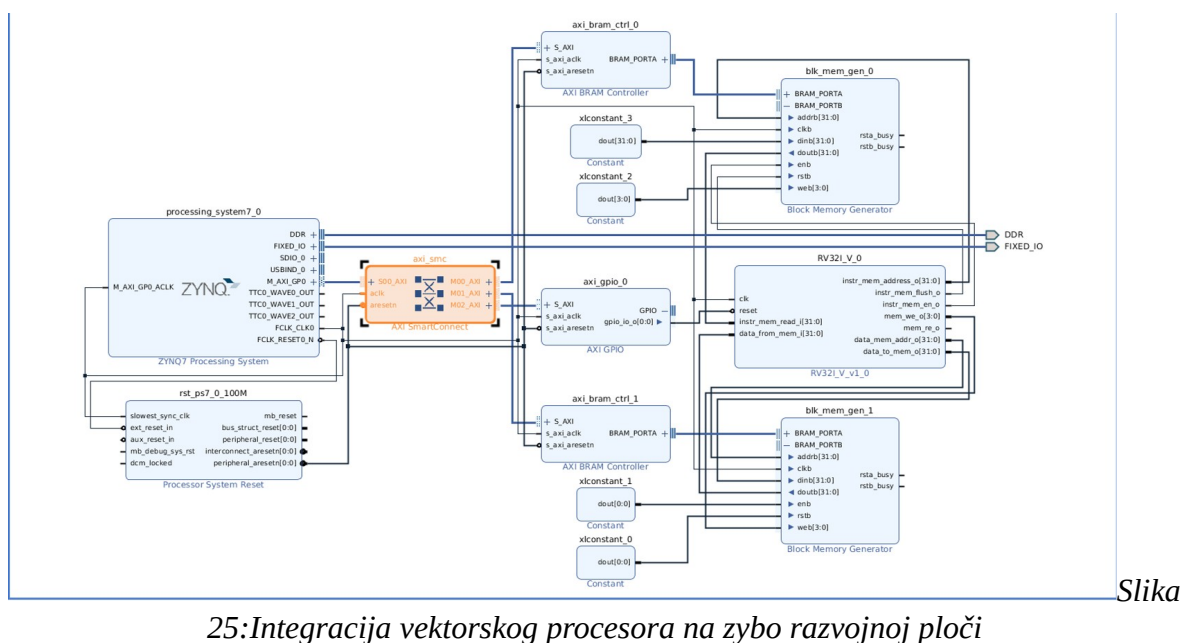 axi_bram_ctrl_0
S_AXI
s_axi_aclk
s_axi_aresetn
BRAM_PORTA
AXI BRAM Controller
blk_mem_gen_0
BRAM_PORTA
BRAM_PORTB
addrb[31:0]
clkb
dinb[31:0]
doutb[31:0]
enb
rstb
web[3:0]
rsta_busy
rstb_busy
Block Memory Generator
xlconstant_3
dout[31:0]
Constant
xlconstant_2
dout[3:0]
Constant
processing_system7_0
M_AXI_GP0_ACLK
ZYNQ
DDR
FIXED_IO
SDIO_0
USBIND_0
M_AXI_GP0
TTC0_WAVE0_OUT
TTC0_WAVE1_OUT
TTC0_WAVE2_OUT
FCLK_CLK0
FCLK_RESET0_N
ZYNQ7 Processing System
DDR
FIXED_IO
axi_smc
S00_AXI
aclk
aresetn
M00_AXI
M01_AXI
M02_AXI
AXI SmartConnect
axi_gpio_0
S_AXI
s_axi_aclk
s_axi_aresetn
GPIO
gpio_io_o[0:0]
AXI GPIO
RV32I_V_0
clk
reset
instr_mem_read_i[31:0]
data_from_mem_i[31:0]
instr_mem_address_o[31:0]
instr_mem_flush_o
instr_mem_en_o
mem_we_o[3:0]
mem_re_o
data_mem_addr_o[31:0]
data_to_mem_o[31:0]
RV32I_V_v1_0
rst_ps7_0_100M
slowest_sync_clk
ext_reset_in
aux_reset_in
mb_debug_sys_rst
dcm_locked
mb_reset
bus_struct_reset[0:0]
peripheral_reset[0:0]
interconnect_aresetn[0:0]
peripheral_aresetn[0:0]
Processor System Reset
axi_bram_ctrl_1
S_AXI
s_axi_aclk
s_axi_aresetn
BRAM_PORTA
AXI BRAM Controller
blk_mem_gen_1
BRAM_PORTA
BRAM_PORTB
addrb[31:0]
clkb
dinb[31:0]
doutb[31:0]
enb
rstb
web[3:0]
rsta_busy
rstb_busy
Block Memory Generator
xlconstant_1
dout[0:0]
Constant
xlconstant_0
dout[0:0]
Constant
Slika
25:Integracija vektorskog procesora na zybo razvojnoj ploči